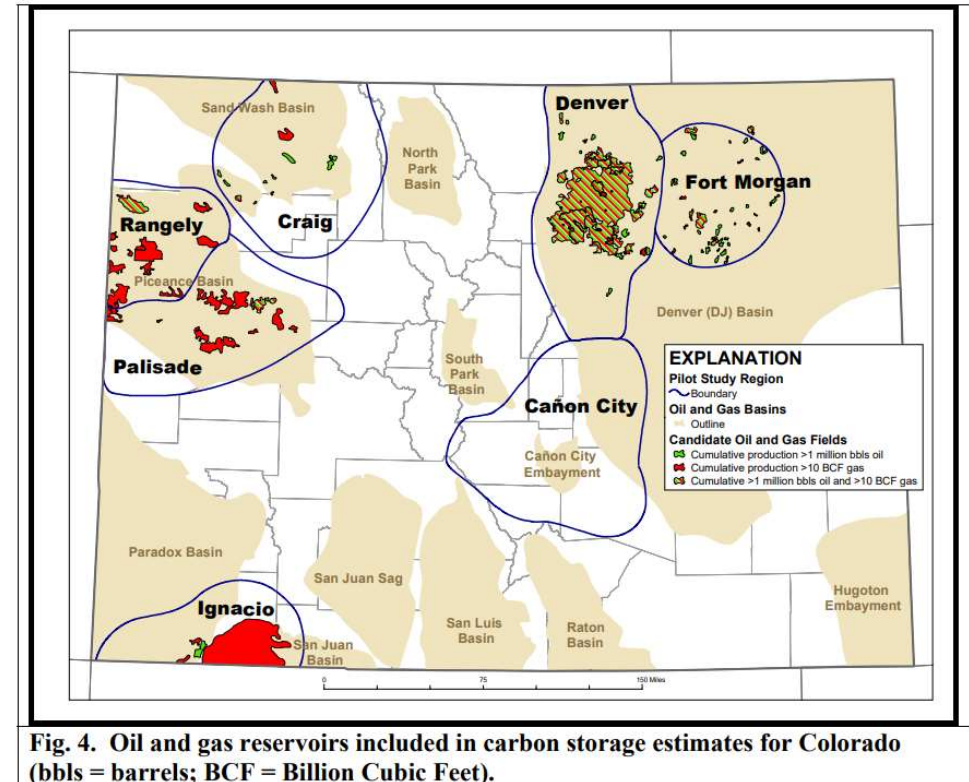 Denver
Sand Wash Basin
North
Park
Basin
Fort Morgan
Rangely
Craig
Piceance Basin
Denver (DJ) Basin
Palisade
South
Park
Basin
EXPLANATION
Pilot Study Region
Boundary
Oil and Gas Basins
Outline
Candidate Oil and Gas Fields
Cumulative production >1 million bbls oil
Cumulative production >10 BCF gas
Cumulative >1 million bbls oil and >10 BCF gas
Cañon City
Cañon City
Embayment
Paradox Basin
San Juan Sag
Ignacio
San Juan
Basin
San Luis
Basin
Raton
Basin
Hugoton
Embayment
0 75 150 Miles
Fig. 4. Oil and gas reservoirs included in carbon storage estimates for Colorado
(bbls = barrels; BCF = Billion Cubic Feet).